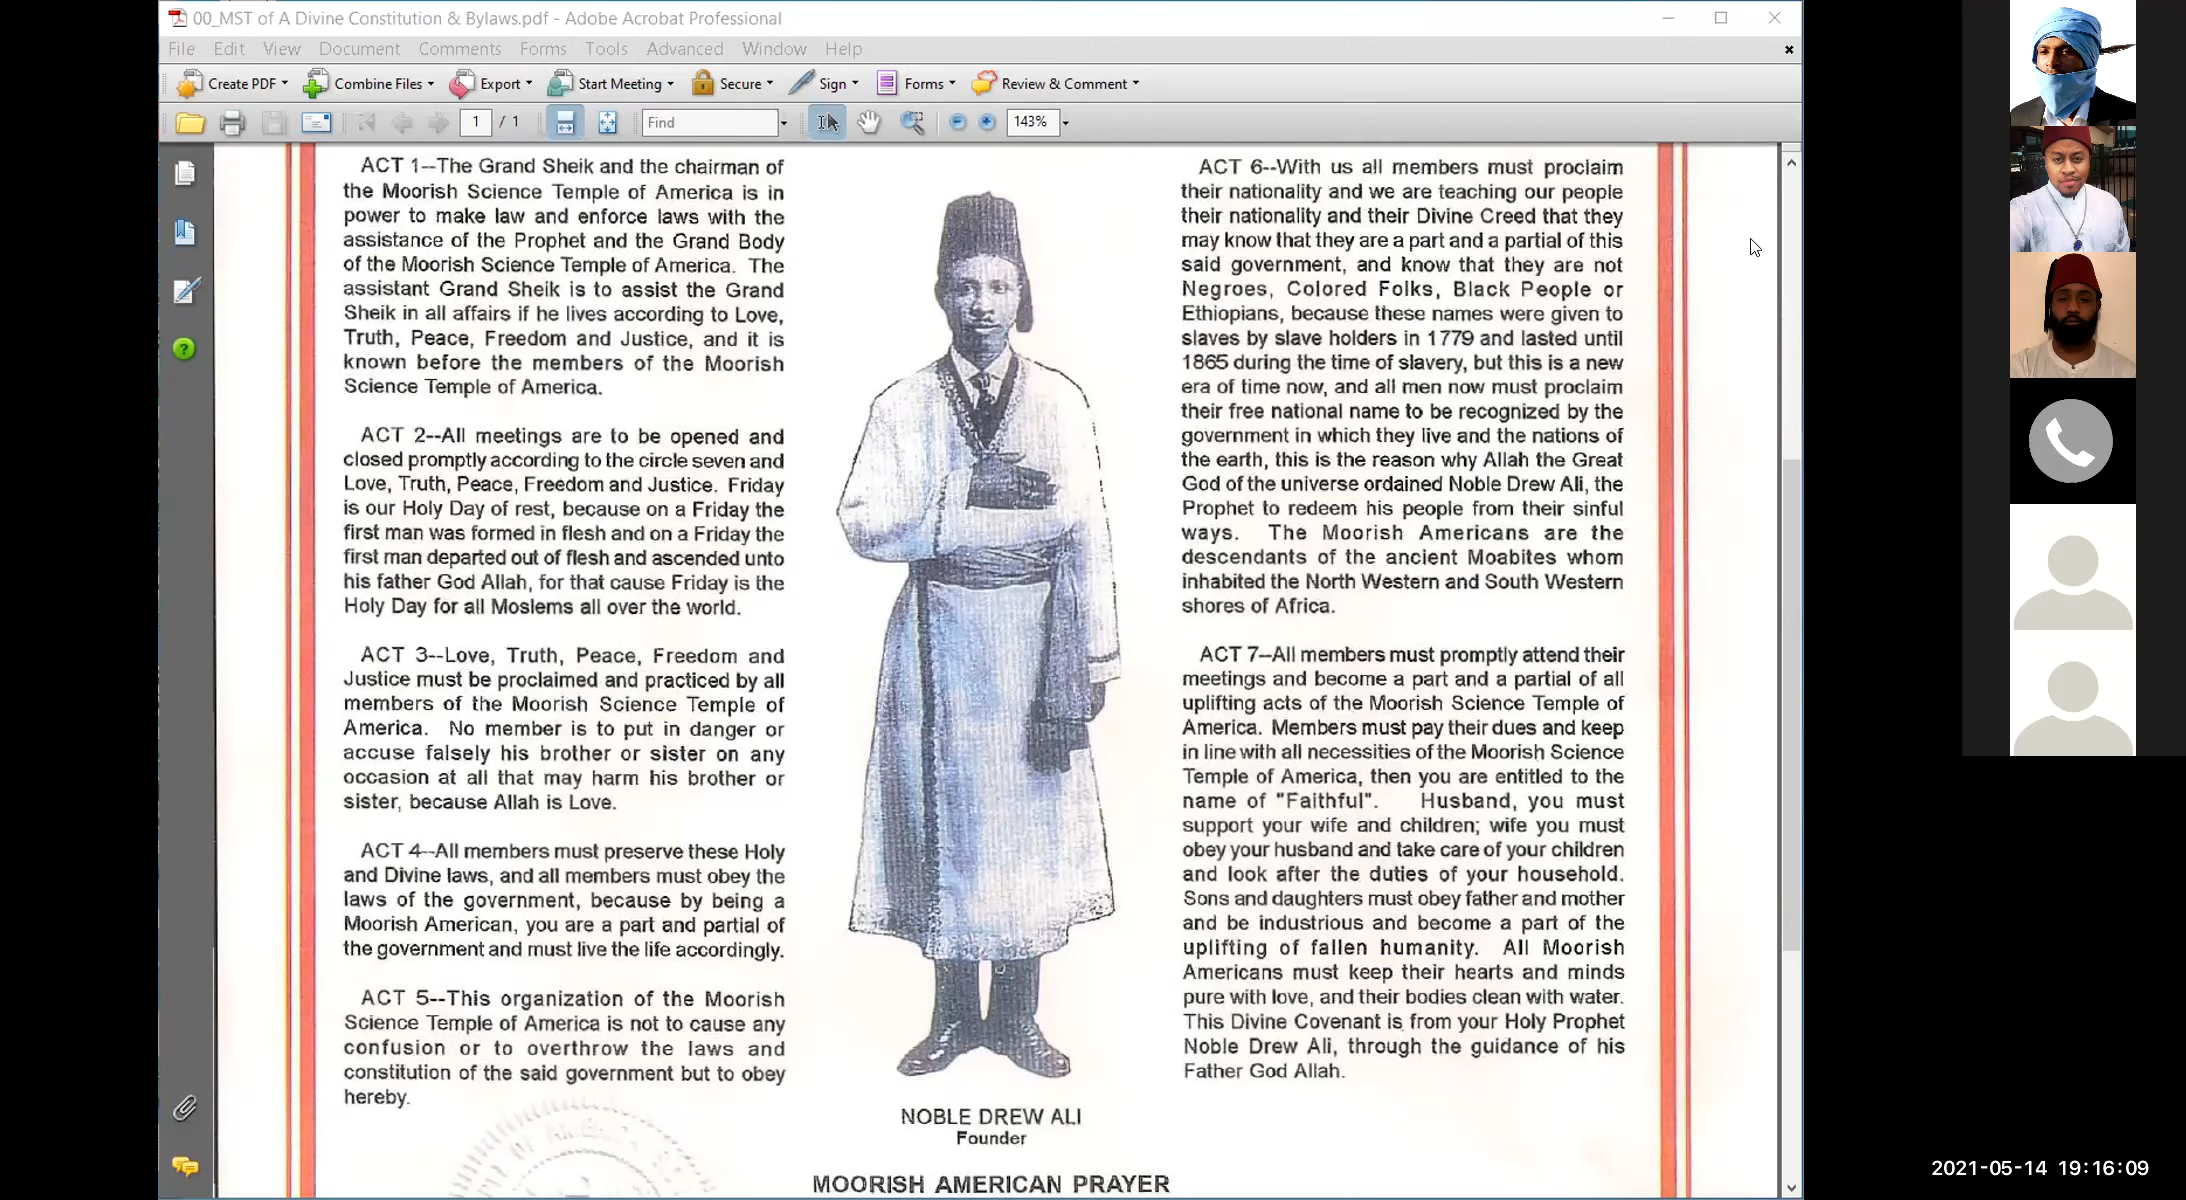 00_MST of A Divine Constitution & Bylaws.pdf - Adobe Acrobat Professional
File Edit View Document Comments Forms Tools Advanced Window Help
Create PDF Combine Files Export Start Meeting Secure Sign Forms Review & Comment
1 / 1 Find 143%
ACT 1--The Grand Sheik and the chairman of
the Moorish Science Temple of America is in
power to make law and enforce laws with the
assistance of the Prophet and the Grand Body
of the Moorish Science Temple of America. The
assistant Grand Sheik is to assist the Grand
Sheik in all affairs if he lives according to Love,
Truth, Peace, Freedom and Justice, and it is
known before the members of the Moorish
Science Temple of America.
ACT 2--All meetings are to be opened and
closed promptly according to the circle seven and
Love, Truth, Peace, Freedom and Justice. Friday
is our Holy Day of rest, because on a Friday the
first man was formed in flesh and on a Friday the
first man departed out of flesh and ascended unto
his father God Allah, for that cause Friday is the
Holy Day for all Moslems all over the world.
ACT 3--Love, Truth, Peace, Freedom and
Justice must be proclaimed and practiced by all
members of the Moorish Science Temple of
America. No member is to put in danger or
accuse falsely his brother or sister on any
occasion at all that may harm his brother or
sister, because Allah is Love.
ACT 4--All members must preserve these Holy
and Divine laws, and all members must obey the
laws of the government, because by being a
Moorish American, you are a part and partial of
the government and must live the life accordingly.
ACT 5--This organization of the Moorish
Science Temple of America is not to cause any
confusion or to overthrow the laws and
constitution of the said government but to obey
hereby.
NOBLE DREW ALI
Founder
ACT 6--With us all members must proclaim
their nationality and we are teaching our people
their nationality and their Divine Creed that they
may know that they are a part and a partial of this
said government, and know that they are not
Negroes, Colored Folks, Black People or
Ethiopians, because these names were given to
slaves by slave holders in 1779 and lasted until
1865 during the time of slavery, but this is a new
era of time now, and all men now must proclaim
their free national name to be recognized by the
government in which they live and the nations of
the earth, this is the reason why Allah the Great
God of the universe ordained Noble Drew Ali, the
Prophet to redeem his people from their sinful
ways. The Moorish Americans are the
descendants of the ancient Moabites whom
inhabited the North Western and South Western
shores of Africa.
ACT 7--All members must promptly attend their
meetings and become a part and a partial of all
uplifting acts of the Moorish Science Temple of
America. Members must pay their dues and keep
in line with all necessities of the Moorish Science
Temple of America, then you are entitled to the
name of "Faithful". Husband, you must
support your wife and children; wife you must
obey your husband and take care of your children
and look after the duties of your household.
Sons and daughters must obey father and mother
and be industrious and become a part of the
uplifting of fallen humanity. All Moorish
Americans must keep their hearts and minds
pure with love, and their bodies clean with water.
This Divine Covenant is from your Holy Prophet
Noble Drew Ali, through the guidance of his
Father God Allah.
MOORISH AMERICAN PRAYER
2021-05-14 19:16:09